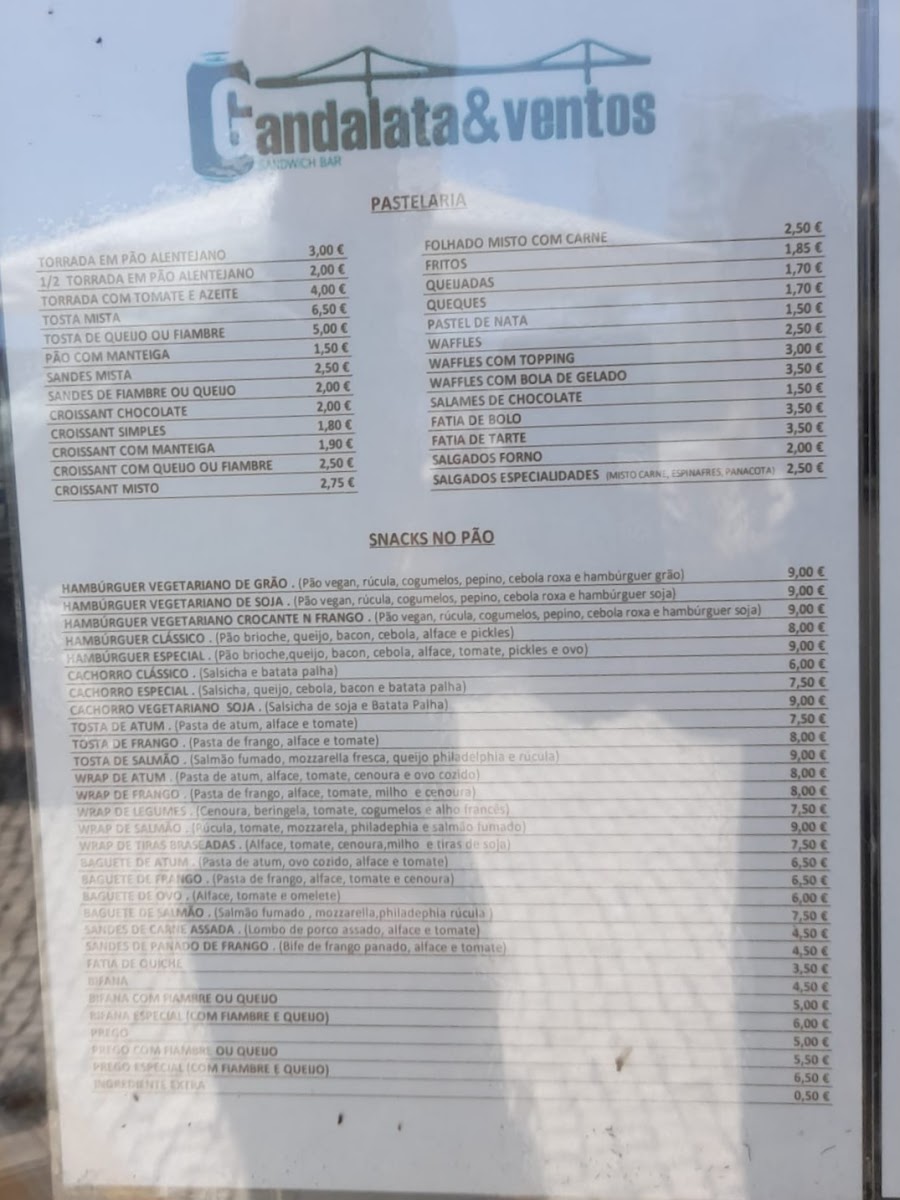 Gandalata&ventos
SANDWICH BAR
PASTELARIA
TORRADA EM PÃO ALENTEJANO 3,00 €
1/2 TORRADA EM PÃO ALENTEJANO 2,00 €
TORRADA COM TOMATE E AZEITE 4,00 €
TOSTA MISTA 6,50 €
TOSTA DE QUEIJO OU FIAMBRE 5,00 €
PÃO COM MANTEIGA 1,50 €
SANDES MISTA 2,50 €
SANDES DE FIAMBRE OU QUEIJO 2,00 €
CROISSANT CHOCOLATE 2,00 €
CROISSANT SIMPLES 1,80 €
CROISSANT COM MANTEIGA 1,90 €
CROISSANT COM QUEIJO OU FIAMBRE 2,50 €
CROISSANT MISTO 2,75 €
FOLHADO MISTO COM CARNE 2,50 €
FRITOS 1,85 €
QUEIJADAS 1,70 €
QUEQUES 1,70 €
PASTEL DE NATA 1,50 €
WAFFLES 2,50 €
WAFFLES COM TOPPING 3,00 €
WAFFLES COM BOLA DE GELADO 3,50 €
SALAMES DE CHOCOLATE 1,50 €
FATIA DE BOLO 3,50 €
FATIA DE TARTE 3,50 €
SALGADOS FORNO 2,00 €
SALGADOS ESPECIALIDADES (MISTO CARNE, ESPINAFRES, PANACOTA) 2,50 €
SNACKS NO PÃO
HAMBÚRGUER VEGETARIANO DE GRÃO . (Pão vegan, rúcula, cogumelos, pepino, cebola roxa e hambúrguer grão) 9,00 €
HAMBÚRGUER VEGETARIANO DE SOJA . (Pão vegan, rúcula, cogumelos, pepino, cebola roxa e hambúrguer soja) 9,00 €
HAMBÚRGUER VEGETARIANO CROCANTE N FRANGO . (Pão vegan, rúcula, cogumelos, pepino, cebola roxa e hambúrguer soja) 9,00 €
HAMBÚRGUER CLÁSSICO . (Pão brioche, queijo, bacon, cebola, alface e pickles) 8,00 €
HAMBÚRGUER ESPECIAL . (Pão brioche,queijo, bacon, cebola, alface, tomate, pickles e ovo) 9,00 €
CACHORRO CLÁSSICO . (Salsicha e batata palha) 6,00 €
CACHORRO ESPECIAL . (Salsicha, queijo, cebola, bacon e batata palha) 7,50 €
CACHORRO VEGETARIANO SOJA . (Salsicha de soja e Batata Palha) 9,00 €
TOSTA DE ATUM . (Pasta de atum, alface e tomate) 7,50 €
TOSTA DE FRANGO . (Pasta de frango, alface e tomate) 8,00 €
TOSTA DE SALMÃO . (Salmão fumado, mozzarella fresca, queijo philadelphia e rúcula) 9,00 €
WRAP DE ATUM . (Pasta de atum, alface, tomate, cenoura e ovo cozido) 8,00 €
WRAP DE FRANGO . (Pasta de frango, alface, tomate, milho e cenoura) 8,00 €
WRAP DE LEGUMES . (Cenoura, beringela, tomate, cogumelos e alho francês) 7,50 €
WRAP DE SALMÃO . (Rúcula, tomate, mozzarela, philadephia e salmão fumado) 9,00 €
WRAP DE TIRAS BRASEADAS . (Alface, tomate, cenoura,milho e tiras de soja) 7,50 €
BAGUETE DE ATUM . (Pasta de atum, ovo cozido, alface e tomate) 6,50 €
BAGUETE DE FRANGO . (Pasta de frango, alface, tomate e cenoura) 6,50 €
BAGUETE DE OVO . (Alface, tomate e omelete) 6,00 €
BAGUETE DE SALMÃO . (Salmão fumado , mozzarella,philadephia rúcula ) 7,50 €
SANDES DE CARNE ASSADA . (Lombo de porco assado, alface e tomate) 4,50 €
SANDES DE PANADO DE FRANGO . (Bife de frango panado, alface e tomate) 4,50 €
FATIA DE QUICHE 3,50 €
BIFANA 4,50 €
BIFANA COM FIAMBRE OU QUEIJO 5,00 €
BIFANA ESPECIAL (COM FIAMBRE E QUEIJO) 6,00 €
PREGO 5,00 €
PREGO COM FIAMBRE OU QUEIJO 5,50 €
PREGO ESPECIAL (COM FIAMBRE E QUEIJO) 6,50 €
INGREDIENTE EXTRA 0,50 €